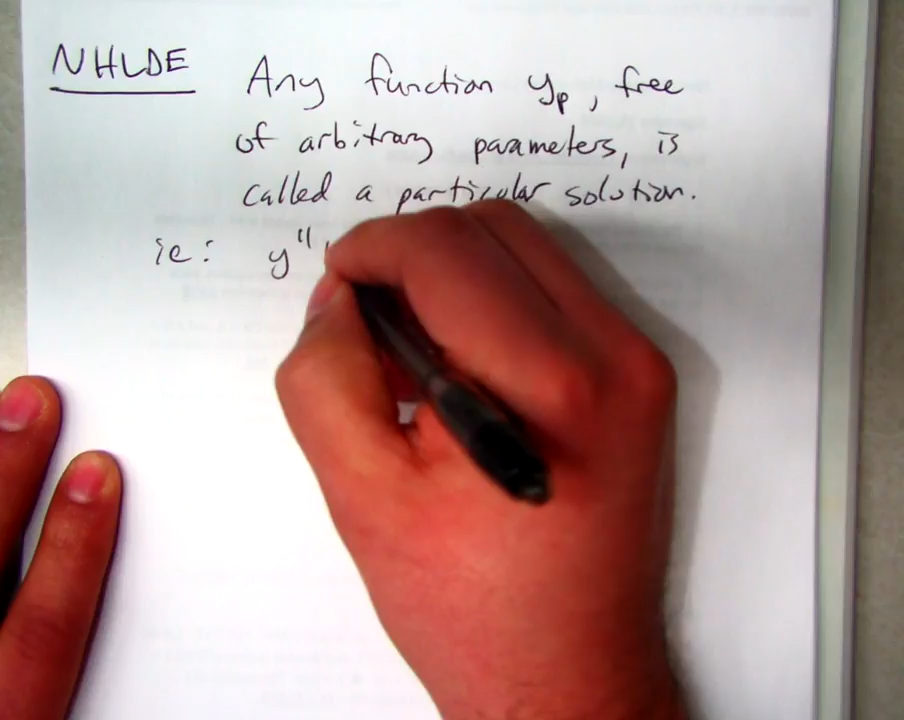 NHLDE Any function yp, free
of arbitrary parameters, is
called a particular solution.
ie: y"